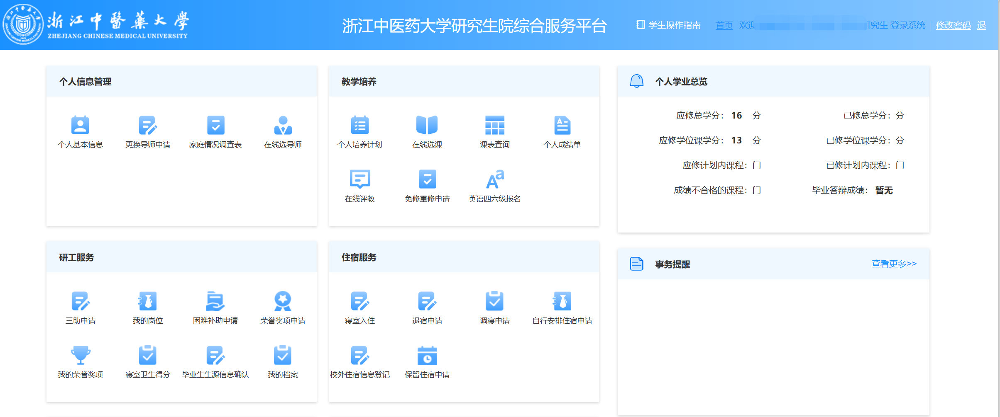 浙江中醫藥大學
ZHEJIANG CHINESE MEDICAL UNIVERSITY
浙江中医药大学研究生院综合服务平台
学生操作指南 首页 欢迎 研究生 登录系统 | 修改密码 退
个人信息管理
个人基本信息 更换导师申请 家庭情况调查表 在线选导师
教学培养
个人培养计划 在线选课 课表查询 个人成绩单
在线评教 免修重修申请 英语四六级报名
个人学业总览
应修总学分： 16 分 已修总学分： 分
应修学位课学分： 13 分 已修学位课学分： 分
应修计划内课程： 门 已修计划内课程： 门
成绩不合格的课程： 门 毕业答辩成绩： 暂无
研工服务
三助申请 我的岗位 困难补助申请 荣誉奖项申请
我的荣誉奖项 寝室卫生得分 毕业生生源信息确认 我的档案
住宿服务
寝室入住 退宿申请 调寝申请 自行安排住宿申请
校外住宿信息登记 保留住宿申请
事务提醒 查看更多>>